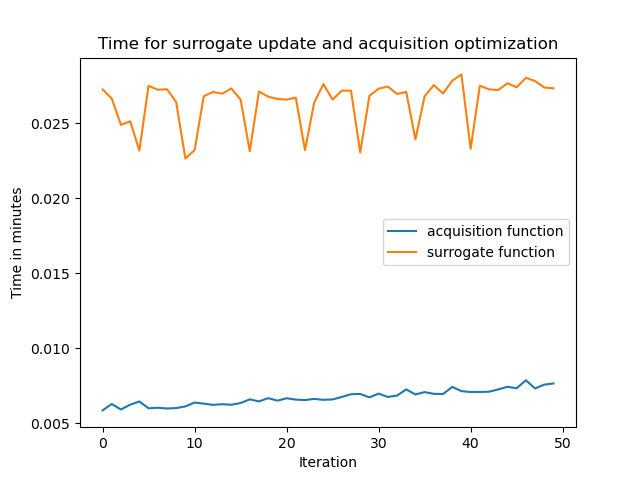 Time for surrogate update and acquisition optimization
Time in minutes
0.025
0.020
0.015
0.010
0.005
acquisition function
surrogate function
0 10 20 30 40 50
Iteration